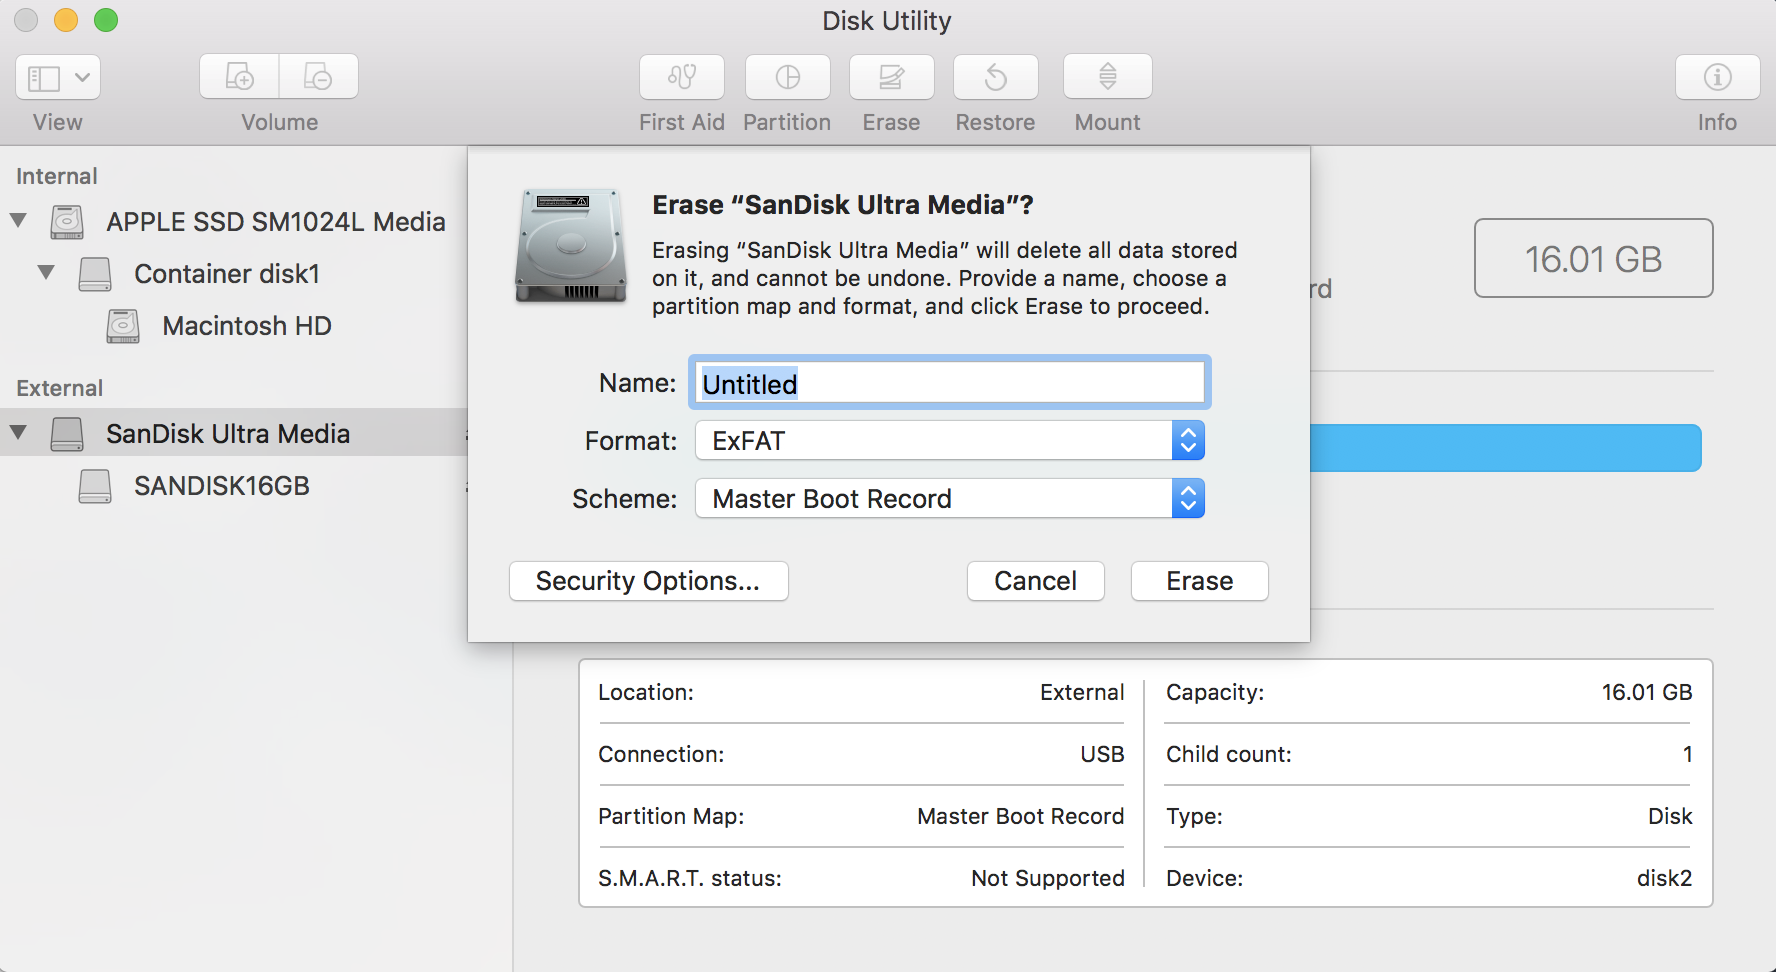 Disk Utility
View
Volume
First Aid
Partition
Erase
Restore
Mount
Info
Internal
APPLE SSD SM1024L Media
Container disk1
Macintosh HD
External
SanDisk Ultra Media
SANDISK16GB
Erase “SanDisk Ultra Media”?
Erasing “SanDisk Ultra Media” will delete all data stored
on it, and cannot be undone. Provide a name, choose a
partition map and format, and click Erase to proceed.
Name: Untitled
Format: ExFAT
Scheme: Master Boot Record
Security Options...
Cancel
Erase
16.01 GB
Location: External
Connection: USB
Partition Map: Master Boot Record
S.M.A.R.T. status: Not Supported
Capacity: 16.01 GB
Child count: 1
Type: Disk
Device: disk2